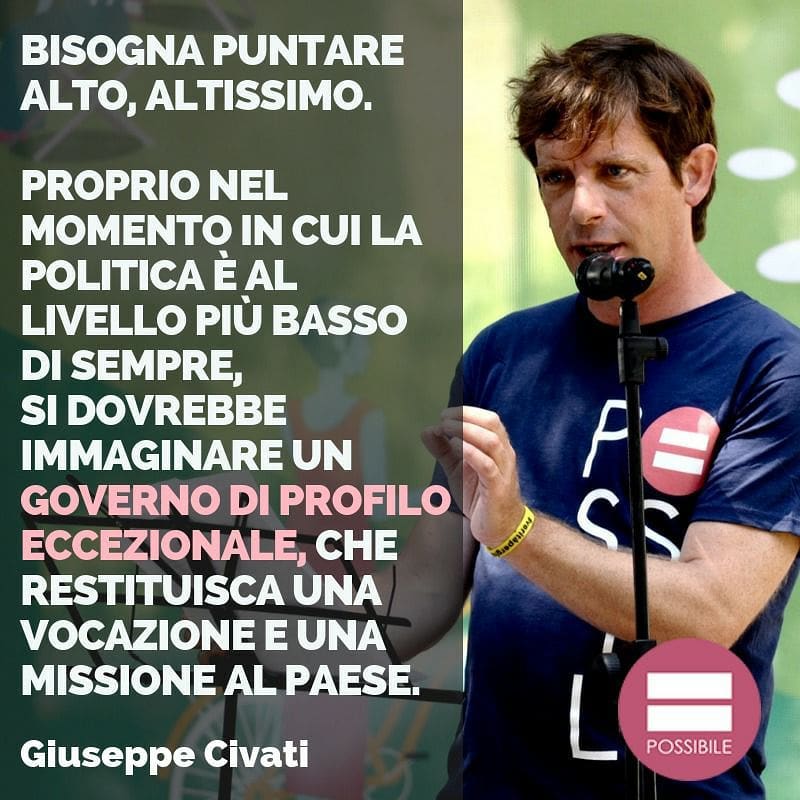 BISOGNA PUNTARE
ALTO, ALTISSIMO.
PROPRIO NEL
MOMENTO IN CUI LA
POLITICA È AL
LIVELLO PIÙ BASSO
DI SEMPRE,
SI DOVREBBE
IMMAGINARE UN
GOVERNO DI PROFILO
ECCEZIONALE, CHE
RESTITUISCA UNA
VOCAZIONE E UNA
MISSIONE AL PAESE.
Giuseppe Civati
P
SS
L
POSSIBILE